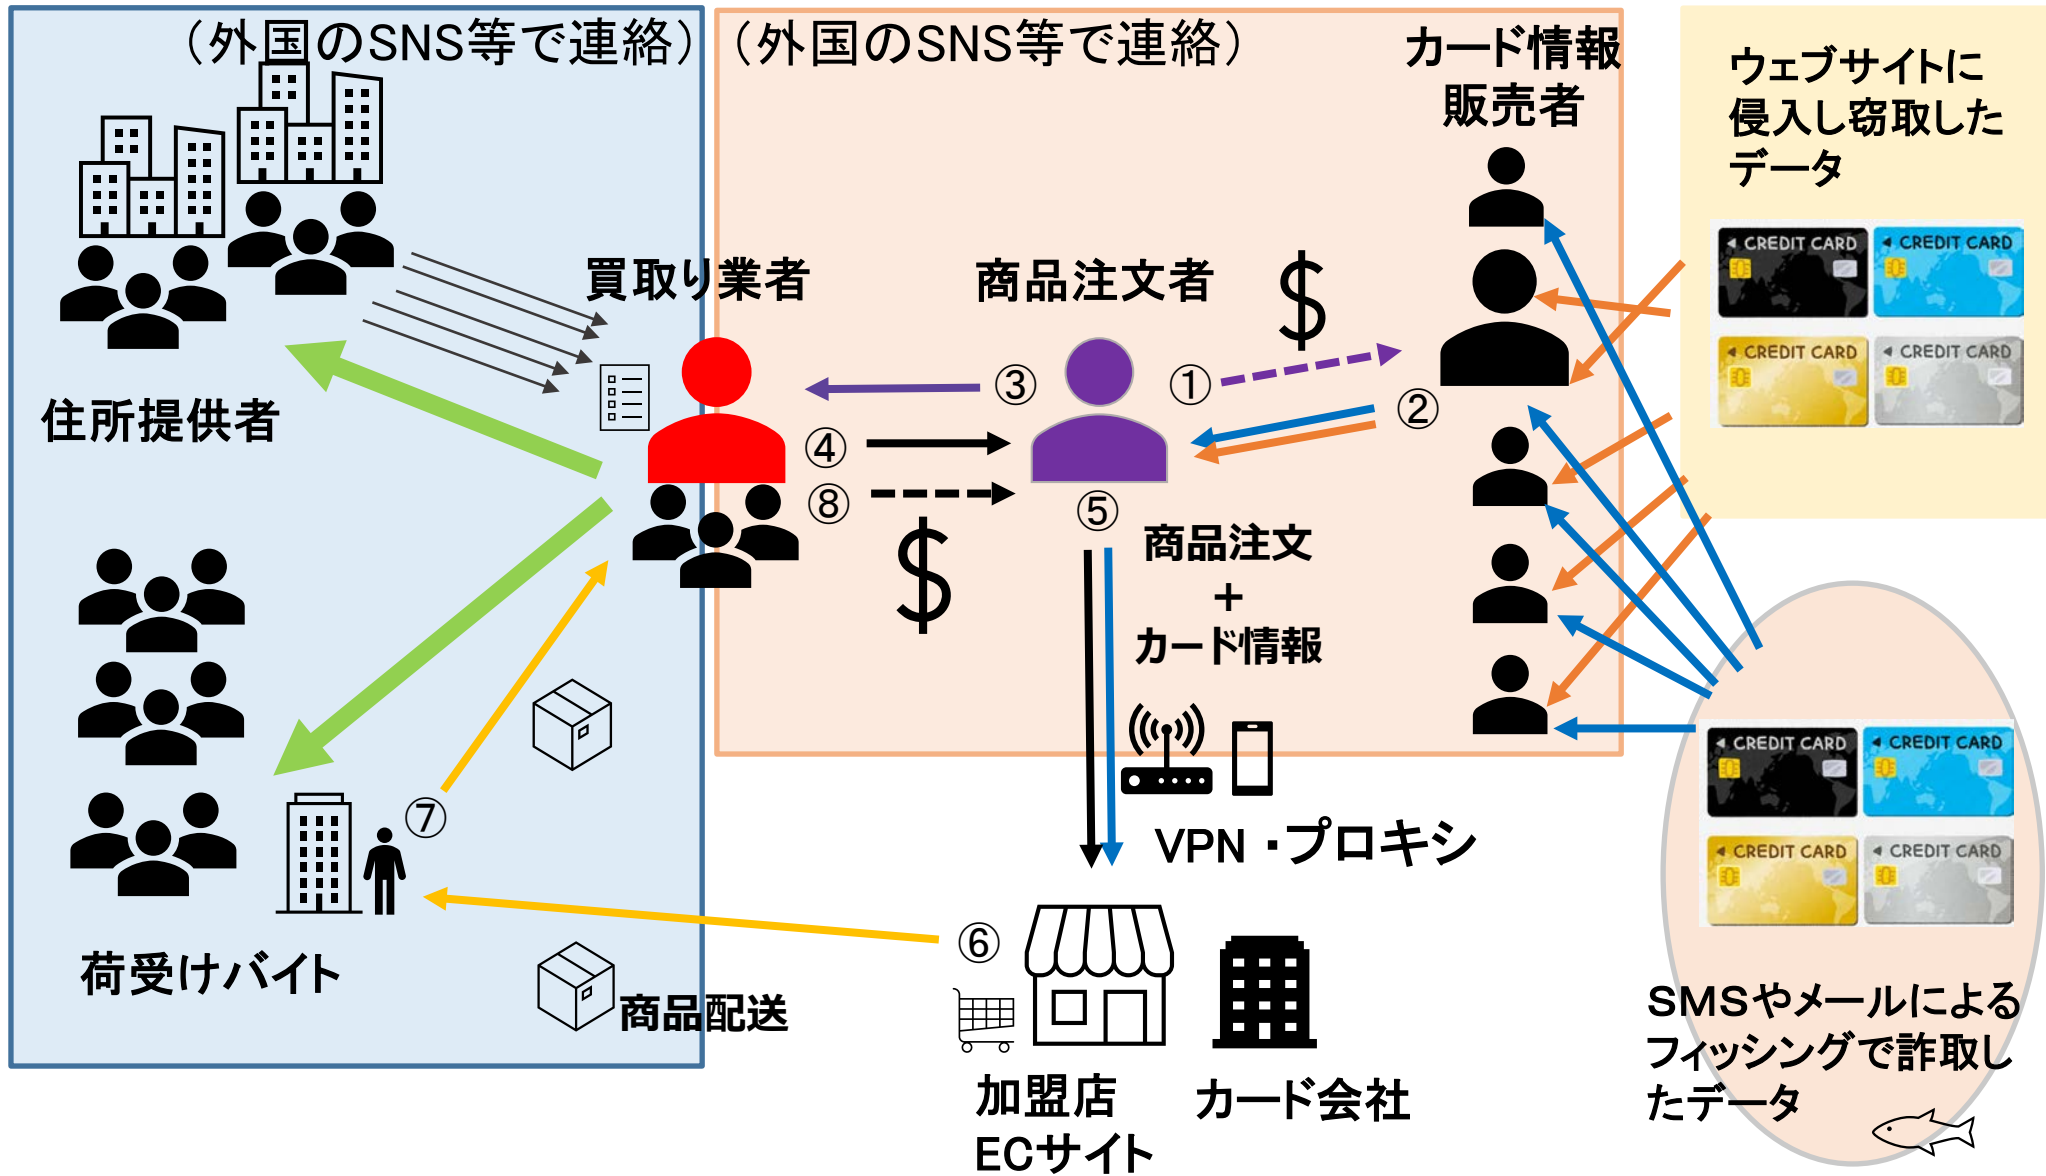 （外国のSNS等で連絡）
（外国のSNS等で連絡）
カード情報
販売者
ウェブサイトに
侵入し窃取した
データ
CREDIT CARD
CREDIT CARD
CREDIT CARD
CREDIT CARD
買取り業者
商品注文者
$
①
②
③
④
⑧
$
⑤
住所提供者
商品注文
+
カード情報
VPN・プロキシ
⑦
荷受けバイト
商品配送
⑥
加盟店
ECサイト
カード会社
CREDIT CARD
CREDIT CARD
CREDIT CARD
CREDIT CARD
SMSやメールによる
フィッシングで詐取し
たデータ